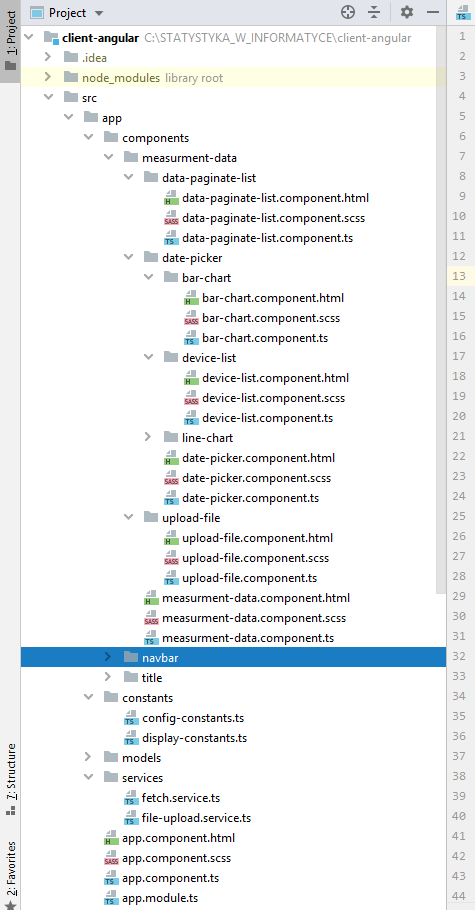 1: Project
Project
client-angular C:\STATYSTYKA_W_INFORMATYCE\client-angular
.idea
node_modules library root
src
app
components
measurment-data
data-paginate-list
data-paginate-list.component.html
data-paginate-list.component.scss
data-paginate-list.component.ts
date-picker
bar-chart
bar-chart.component.html
bar-chart.component.scss
bar-chart.component.ts
device-list
device-list.component.html
device-list.component.scss
device-list.component.ts
line-chart
date-picker.component.html
date-picker.component.scss
date-picker.component.ts
upload-file
upload-file.component.html
upload-file.component.scss
upload-file.component.ts
measurment-data.component.html
measurment-data.component.scss
measurment-data.component.ts
navbar
title
constants
config-constants.ts
display-constants.ts
models
services
fetch.service.ts
file-upload.service.ts
app.component.html
app.component.scss
app.component.ts
app.module.ts
7: Structure
2: Favorites
TS
1
2
3
4
5
6
7
8
9
10
11
12
13
14
15
16
17
18
19
20
21
22
23
24
25
26
27
28
29
30
31
32
33
34
35
36
37
38
39
40
41
42
43
44